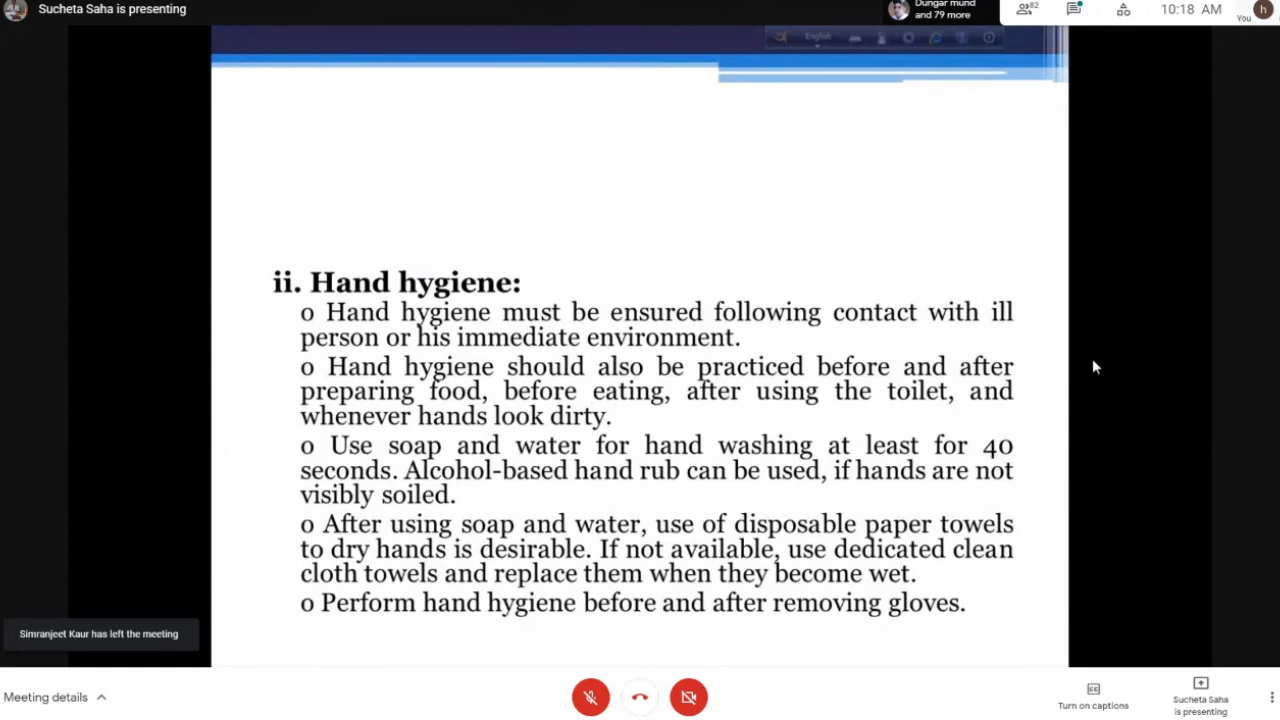 Sucheta Saha is presenting
Dungar mund
and 79 more
82
10:18 AM
You
h
English
ii. Hand hygiene:
o Hand hygiene must be ensured following contact with ill
person or his immediate environment.
o Hand hygiene should also be practiced before and after
preparing food, before eating, after using the toilet, and
whenever hands look dirty.
o Use soap and water for hand washing at least for 40
seconds. Alcohol-based hand rub can be used, if hands are not
visibly soiled.
o After using soap and water, use of disposable paper towels
to dry hands is desirable. If not available, use dedicated clean
cloth towels and replace them when they become wet.
o Perform hand hygiene before and after removing gloves.
Simranjeet Kaur has left the meeting
Meeting details
Turn on captions
Sucheta Saha
is presenting